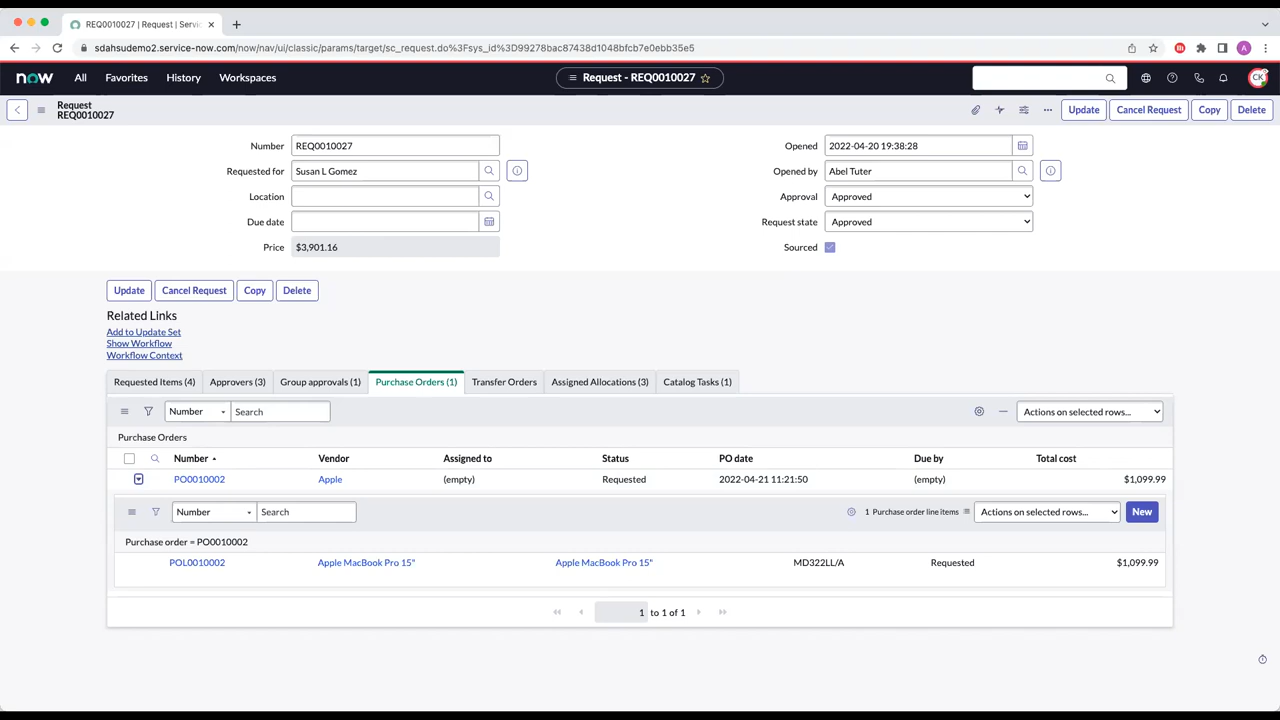 REQ0010027 | Request | Servic
sdahsudemo2.service-now.com/now/nav/ui/classic/params/target/sc_request.do%3Fsys_id%3D99278bac87438d1048bfcb7e0ebb35e5
A
now All Favorites History Workspaces
Request - REQ0010027
CK
Request
REQ0010027
Update Cancel Request Copy Delete
Number REQ0010027
Opened 2022-04-20 19:38:28
Requested for Susan L Gomez
Opened by Abel Tuter
Location
Approval Approved
Due date
Request state Approved
Price $3,901.16
Sourced
Update Cancel Request Copy Delete
Related Links
Add to Update Set
Show Workflow
Workflow Context
Requested Items (4) Approvers (3) Group approvals (1) Purchase Orders (1) Transfer Orders Assigned Allocations (3) Catalog Tasks (1)
Number Search Actions on selected rows...
Purchase Orders
Number Vendor Assigned to Status PO date Due by Total cost
PO0010002 Apple (empty) Requested 2022-04-21 11:21:50 (empty) $1,099.99
Number Search 1 Purchase order line items Actions on selected rows... New
Purchase order = PO0010002
POL0010002 Apple MacBook Pro 15" Apple MacBook Pro 15" MD322LL/A Requested $1,099.99
1 to 1 of 1